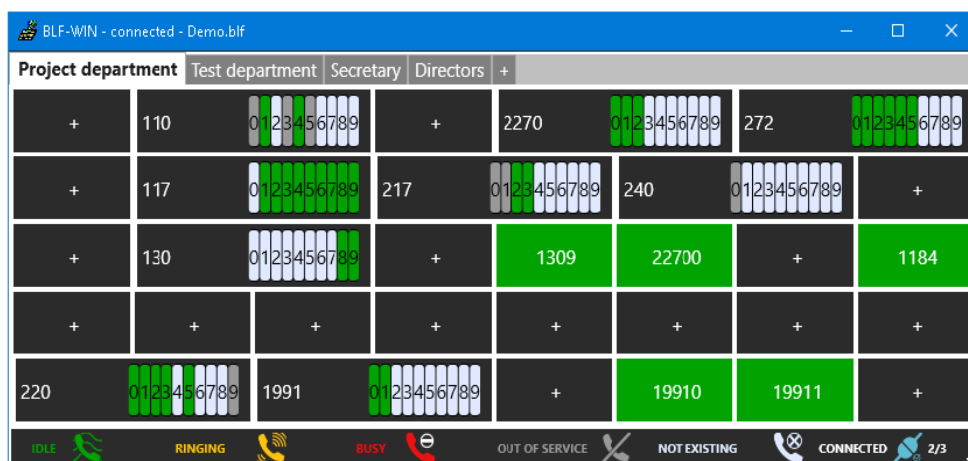 BLF-WIN - connected - Demo.blf
Project department Test department Secretary Directors +
+ 110 0123456789 + 2270 0123456789 272 0123456789
+ 117 0123456789 217 0123456789 240 0123456789 +
+ 130 0123456789 + 1309 22700 + 1184
+ + + + + + + +
220 0123456789 1991 0123456789 + 19910 19911 +
IDLE RINGING BUSY OUT OF SERVICE NOT EXISTING CONNECTED 2/3